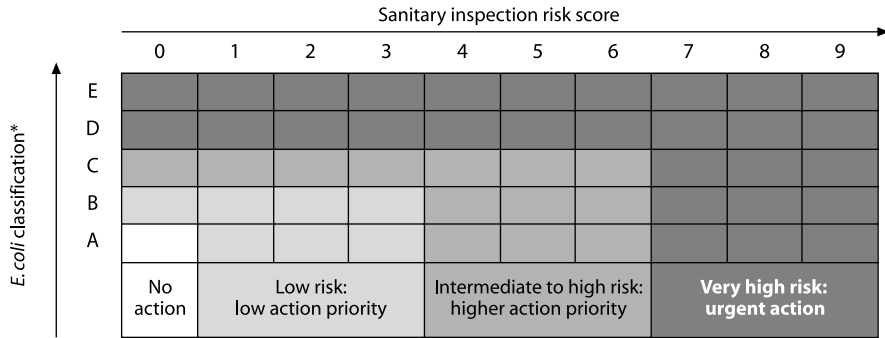 Sanitary inspection risk score
0 1 2 3 4 5 6 7 8 9
E. coli classification*
E
D
C
B
A
No
action
Low risk:
low action priority
Intermediate to high risk:
higher action priority
Very high risk:
urgent action